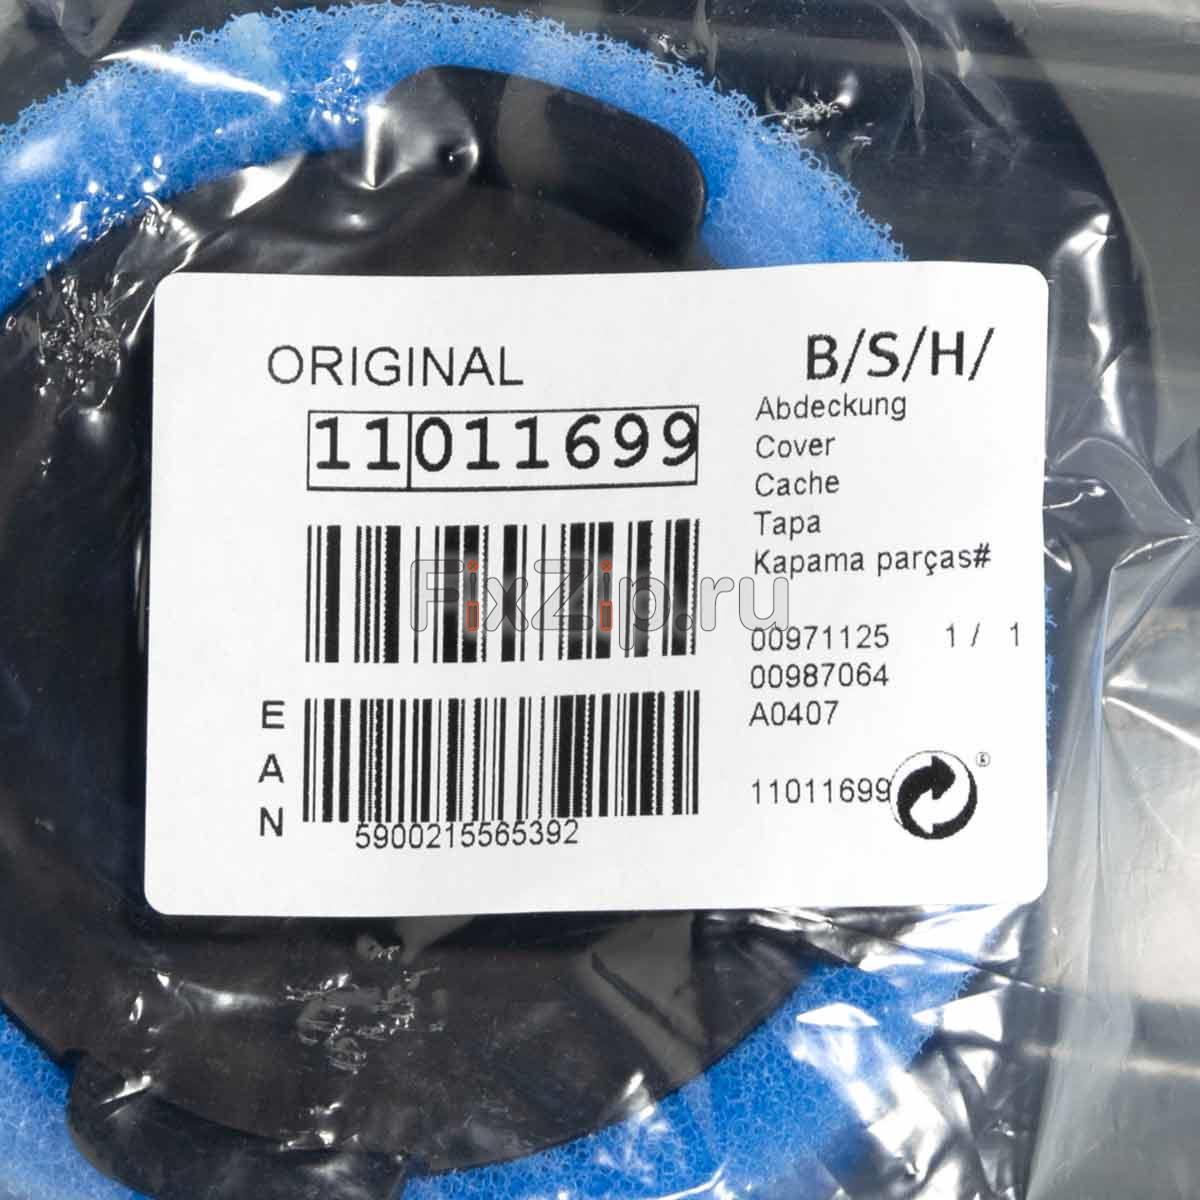 ORIGINAL
11011699
B/S/H/
Abdeckung
Cover
Cache
Tapa
Kapama parças#
FixZip.ru
00971125 1 / 1
00987064
A0407
11011699
EAN
5900215565392